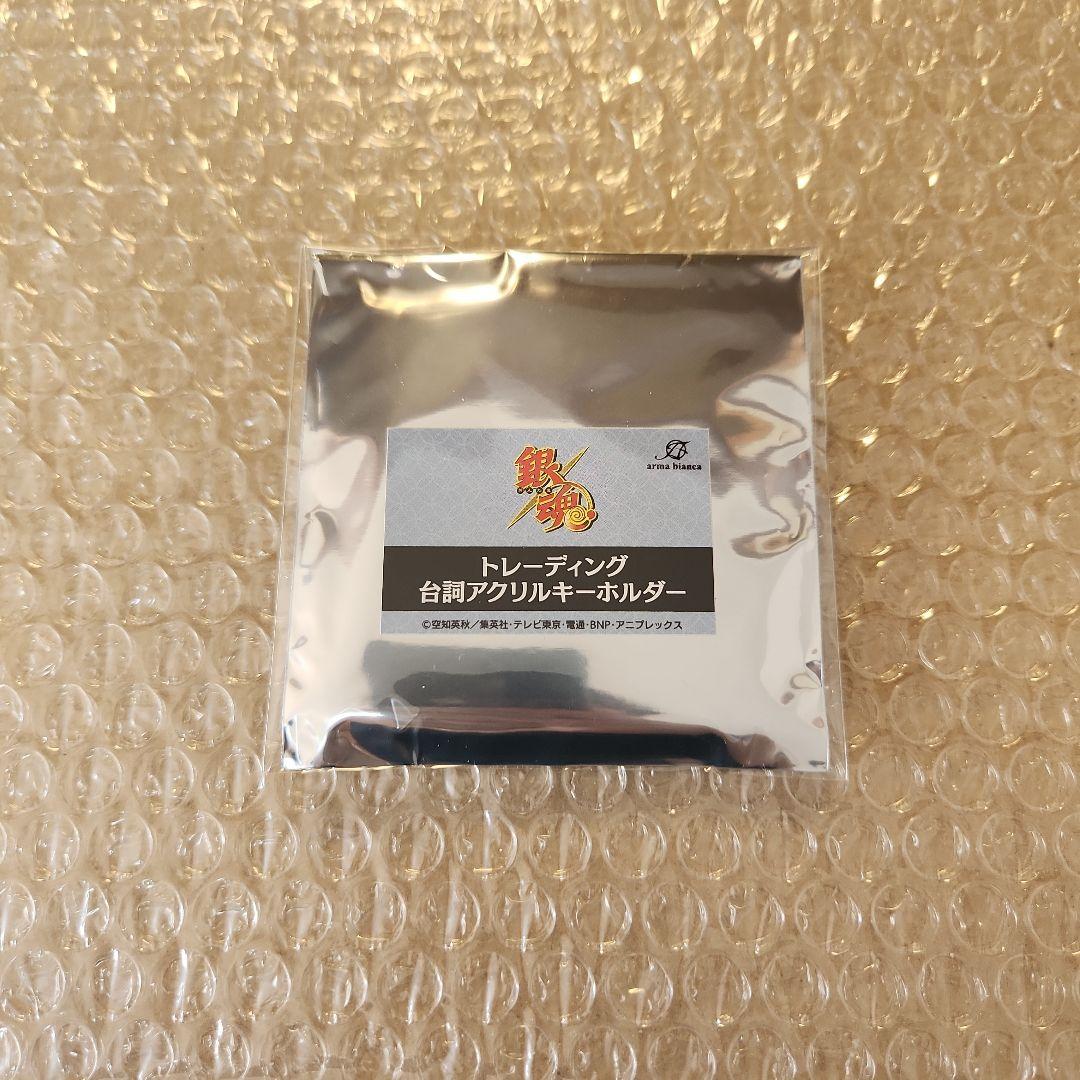 銀魂
arma bianca
トレーディング
台詞アクリルキーホルダー
©空知英秋／集英社・テレビ東京・電通・BNP・アニプレックス